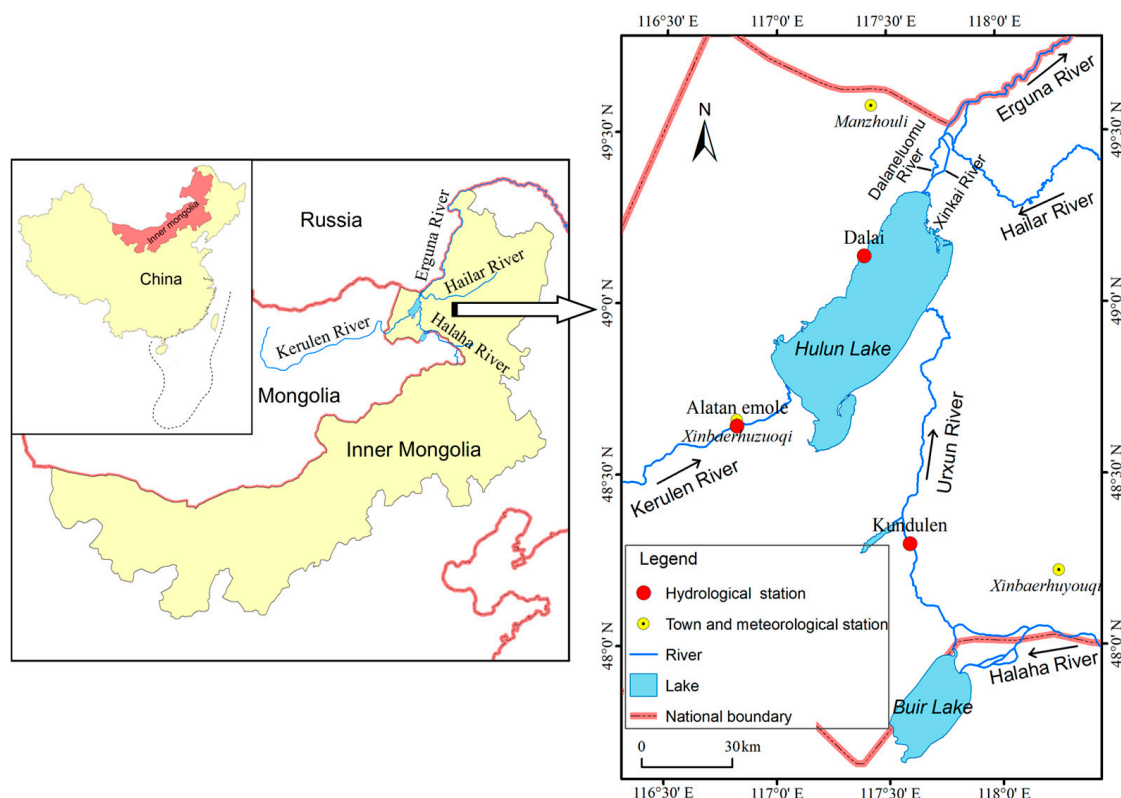 Inner mongolia
China
Russia
Erguna River
Hailar River
Kerulen River
Halaha River
Mongolia
Inner Mongolia
116°30' E
117°0' E
117°30' E
118°0' E
49°30' N
49°0' N
48°30' N
48°0' N
N
Manzhouli
Erguna River
Dalaneluomu
River
Xinkai River
Hailar River
Dalai
Hulun Lake
Alatan emole
Xinbaerhuzuoqi
Kerulen River
Urxun River
Kundulen
Xinbaerhuyouqi
Halaha River
Buir Lake
Legend
Hydrological station
Town and meteorological station
River
Lake
National boundary
0 30 km
49°30' N
49°0' N
48°30' N
48°0' N
116°30' E
117°0' E
117°30' E
118°0' E